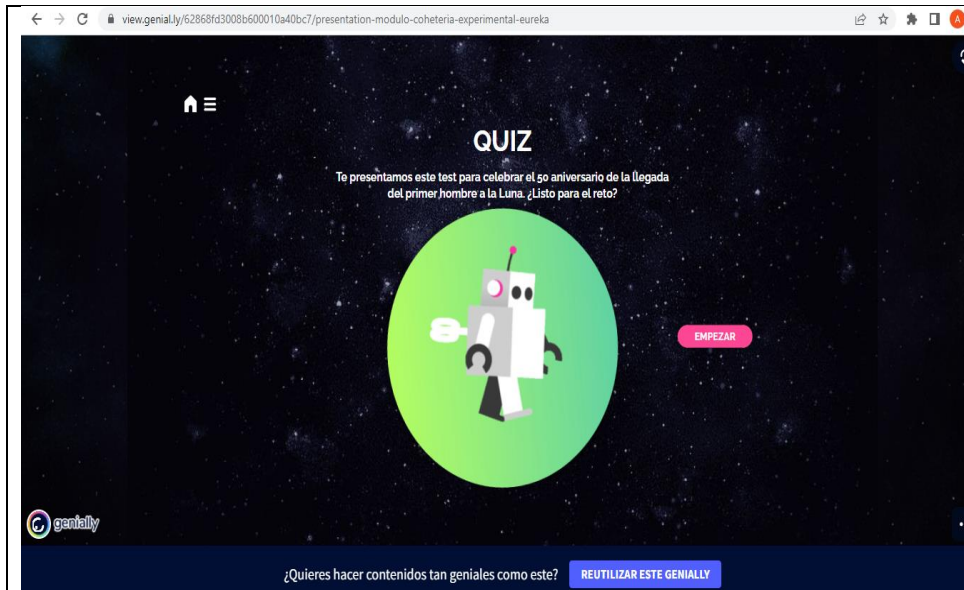 view.genial.ly/62868fd3008b600010a40bc7/presentation-modulo-coheteria-experimental-eureka
A
QUIZ
Te presentamos este test para celebrar el 50 aniversario de la llegada
del primer hombre a la Luna. ¿Listo para el reto?
EMPEZAR
genially
¿Quieres hacer contenidos tan geniales como este? REUTILIZAR ESTE GENIALLY